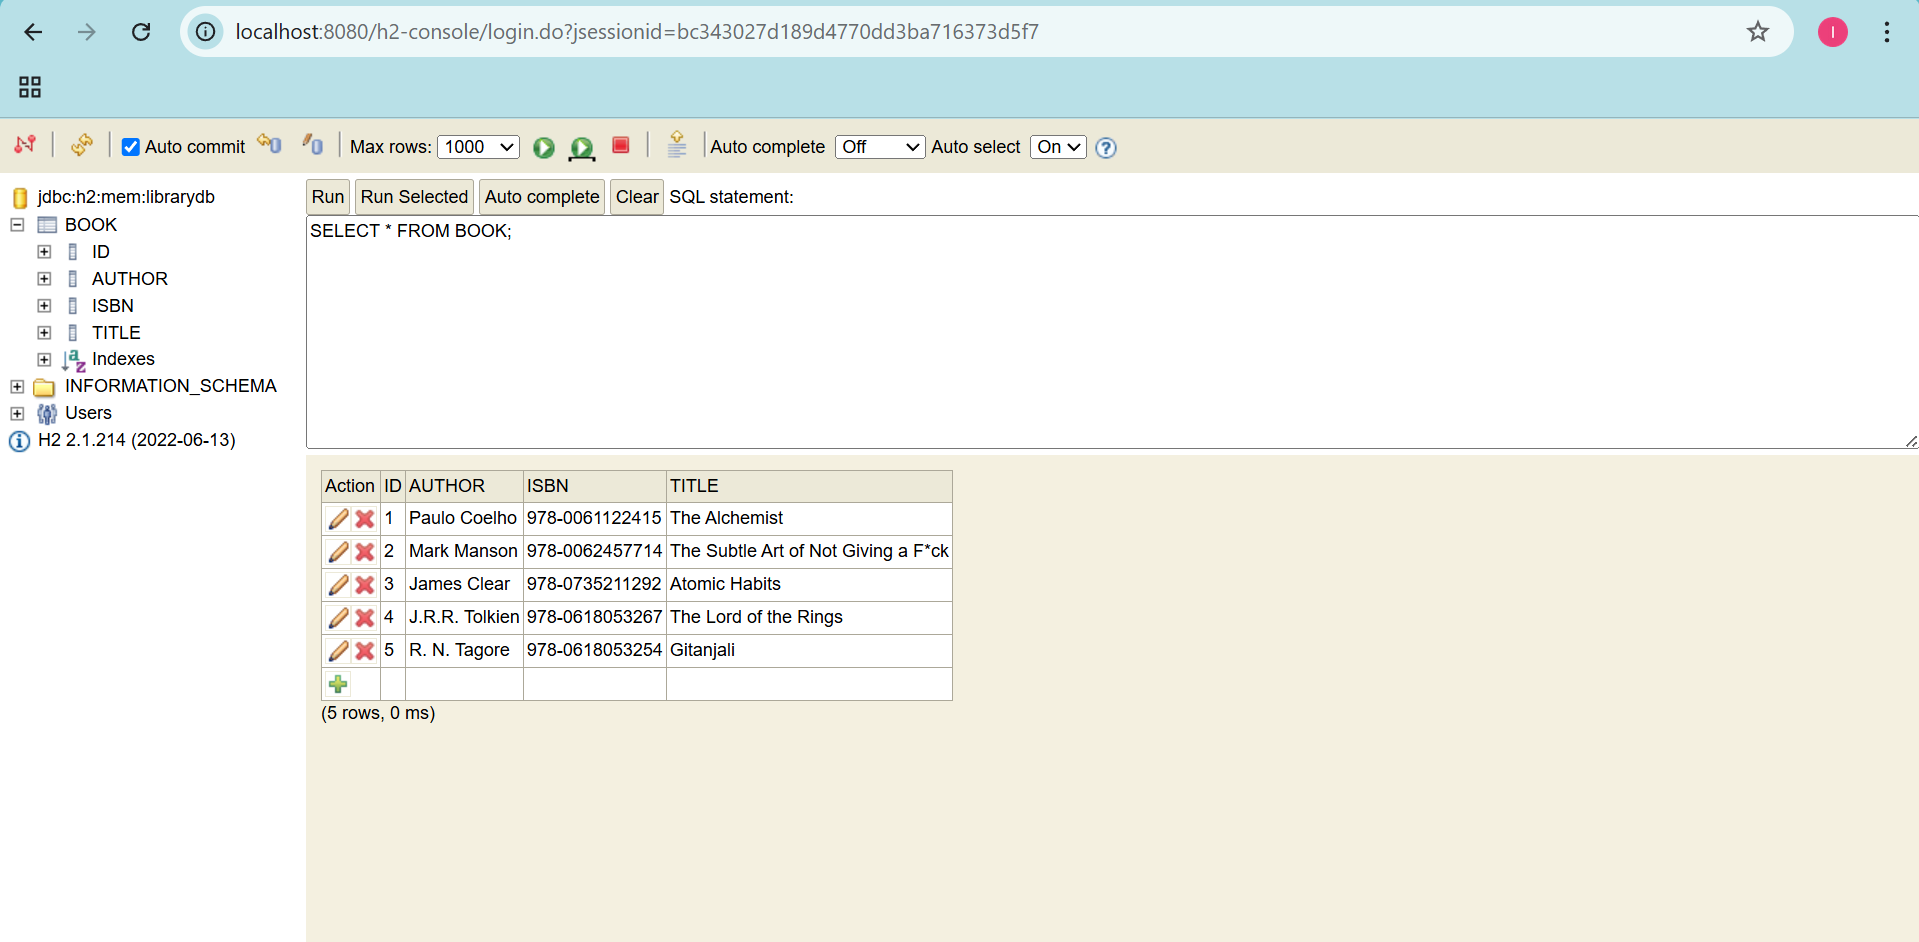 localhost:8080/h2-console/login.do?jsessionid=bc343027d189d4770dd3ba716373d5f7
I
Auto commit Max rows: 1000 Auto complete Off Auto select On
jdbc:h2:mem:librarydb
BOOK
ID
AUTHOR
ISBN
TITLE
Indexes
INFORMATION_SCHEMA
Users
H2 2.1.214 (2022-06-13)
Run Run Selected Auto complete Clear SQL statement:
SELECT * FROM BOOK;
Action ID AUTHOR ISBN TITLE
1 Paulo Coelho 978-0061122415 The Alchemist
2 Mark Manson 978-0062457714 The Subtle Art of Not Giving a F*ck
3 James Clear 978-0735211292 Atomic Habits
4 J.R.R. Tolkien 978-0618053267 The Lord of the Rings
5 R. N. Tagore 978-0618053254 Gitanjali
(5 rows, 0 ms)